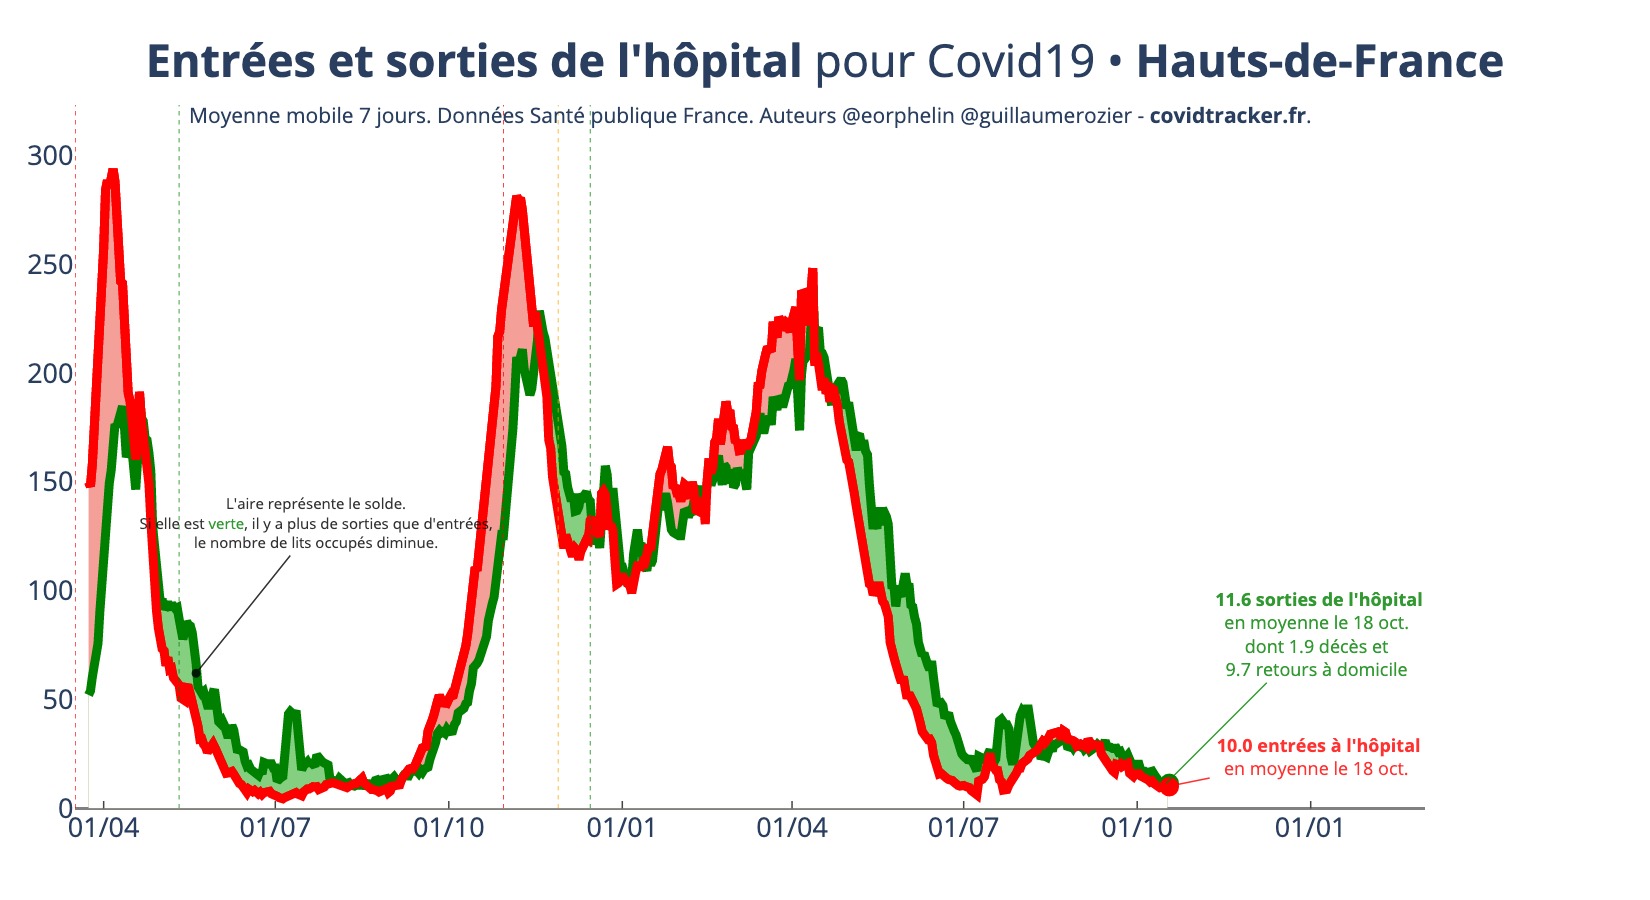 Entrées et sorties de l'hôpital pour Covid19 • Hauts-de-France
Moyenne mobile 7 jours. Données Santé publique France. Auteurs @eorphelin @guillaumerozier - covidtracker.fr.
300
250
200
150
100
50
0
L'aire représente le solde.
Si elle est verte, il y a plus de sorties que d'entrées,
le nombre de lits occupés diminue.
11.6 sorties de l'hôpital
en moyenne le 18 oct.
dont 1.9 décès et
9.7 retours à domicile
10.0 entrées à l'hôpital
en moyenne le 18 oct.
01/04 01/07 01/10 01/01 01/04 01/07 01/10 01/01